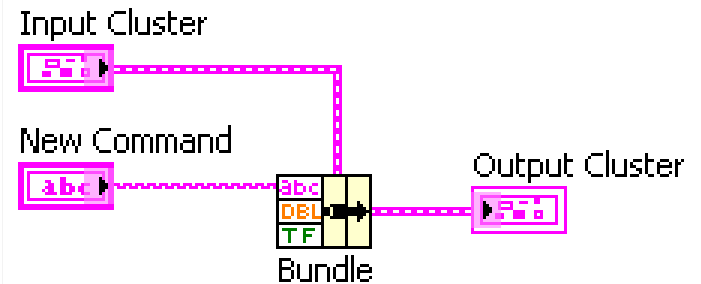 Input Cluster
New Command
abc
abc
DBL
TF
Output Cluster
Bundle